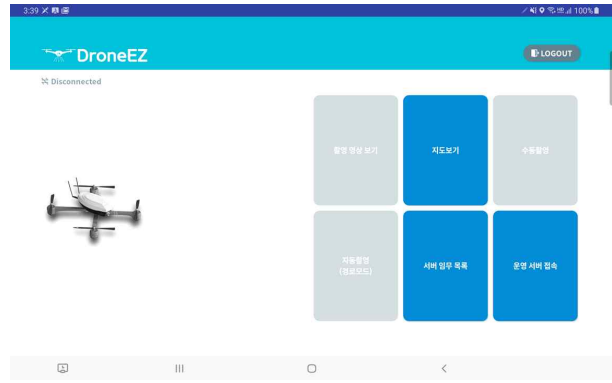 3:39
100%
DroneEZ
LOGOUT
Disconnected
촬영 영상 보기
지도보기
수동촬영
자동촬영
(경로모드)
서버 임무 목록
운영 서버 접속